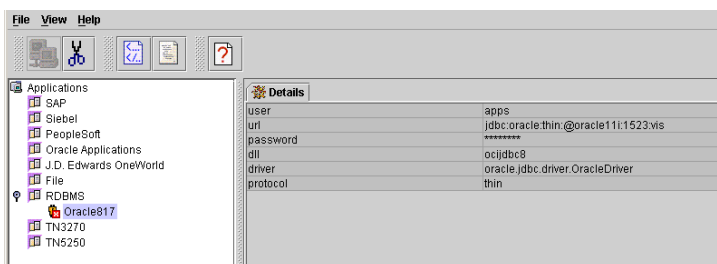 File View Help
Applications
SAP
Siebel
PeopleSoft
Oracle Applications
J.D. Edwards OneWorld
File
RDBMS
Oracle817
TN3270
TN5250
Details
user apps
url jdbc:oracle:thin:@oracle11i:1523:vis
password ********
dll ocijdbc8
driver oracle.jdbc.driver.OracleDriver
protocol thin